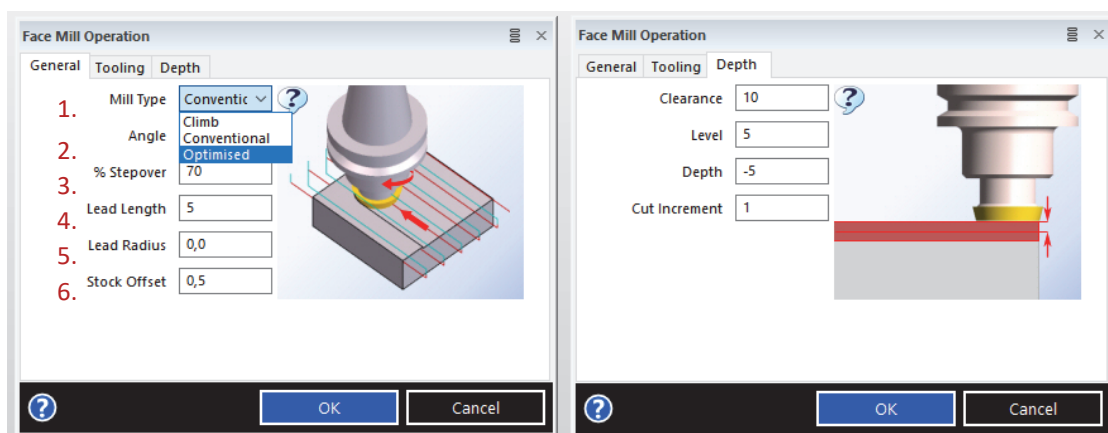 Face Mill Operation
General Tooling Depth
1. Mill Type Conventic
Climb
Conventional
Optimised
2. Angle
3. % Stepover 70
4. Lead Length 5
5. Lead Radius 0,0
6. Stock Offset 0,5
? OK Cancel
Face Mill Operation
General Tooling Depth
Clearance 10
Level 5
Depth -5
Cut Increment 1
? OK Cancel